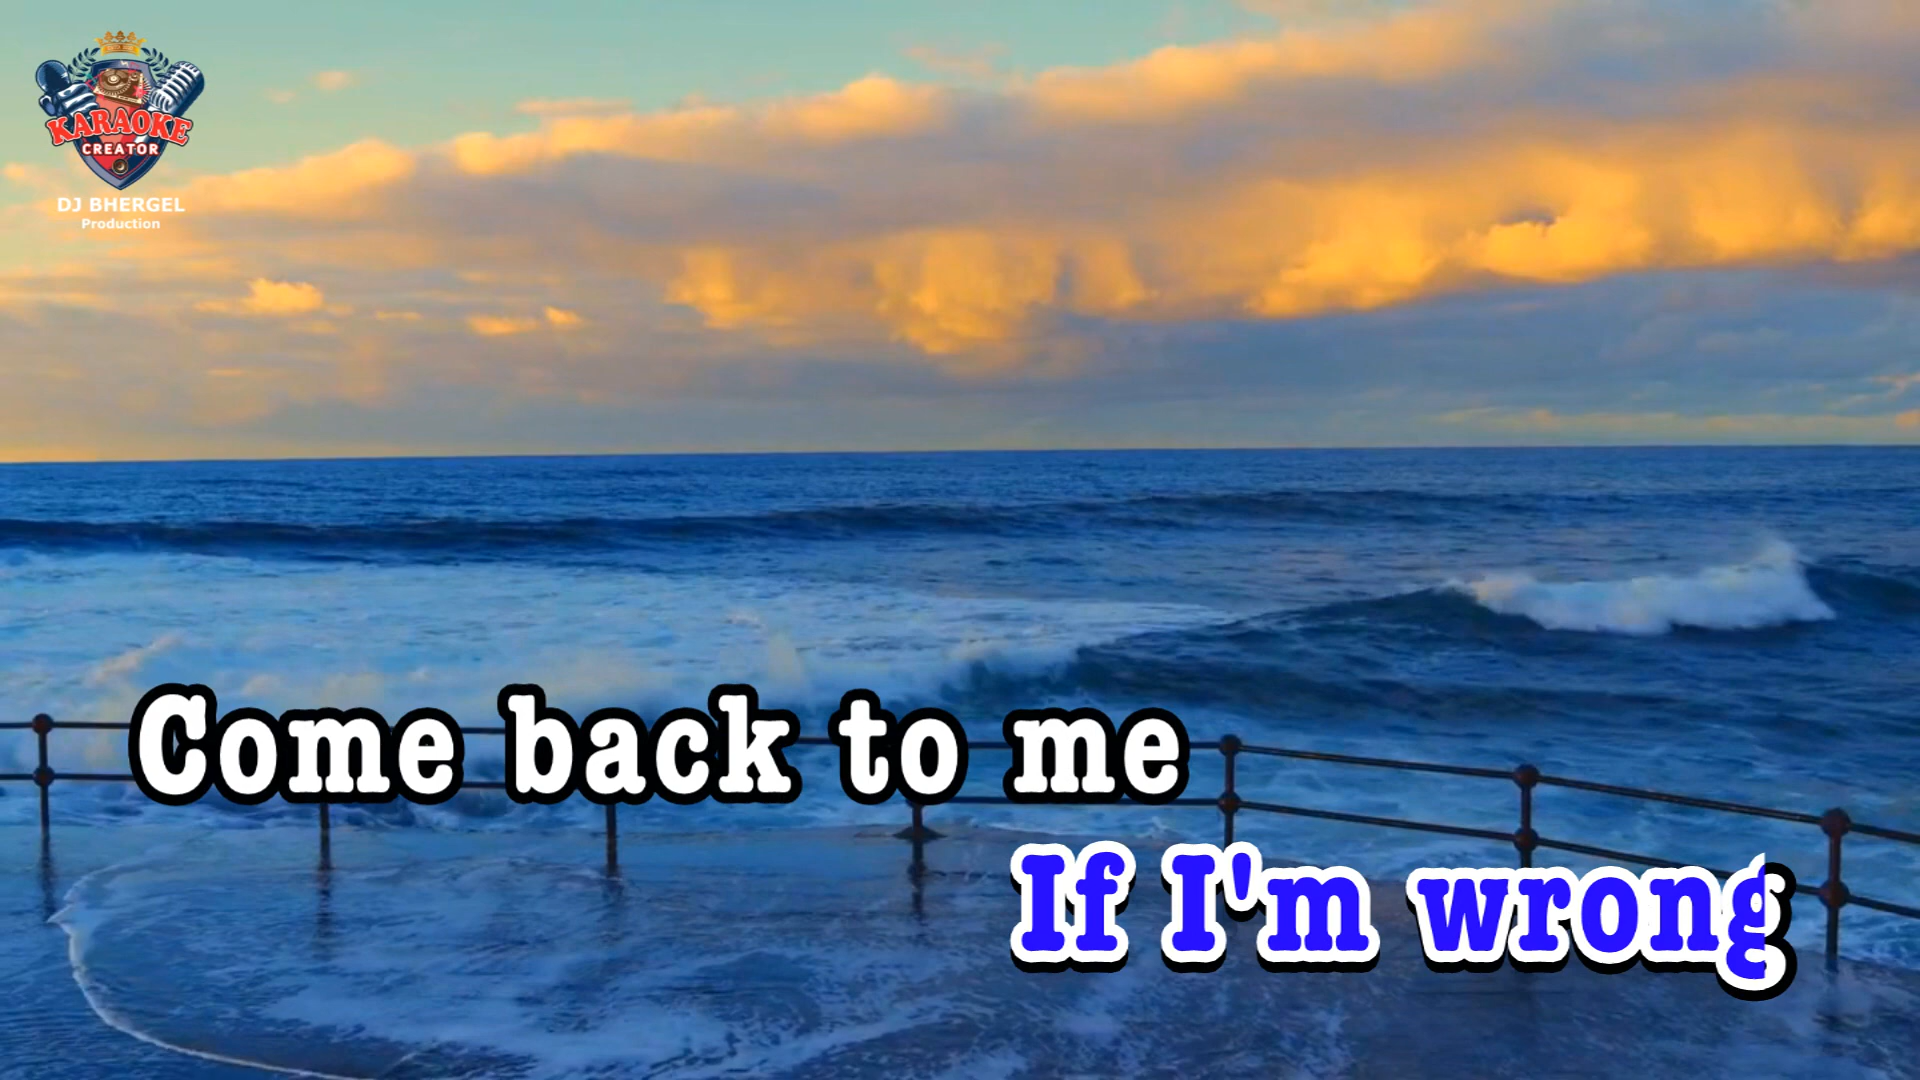 KARAOKE
CREATOR
DJ BHERGEL
Production
Come back to me
If I'm wrong